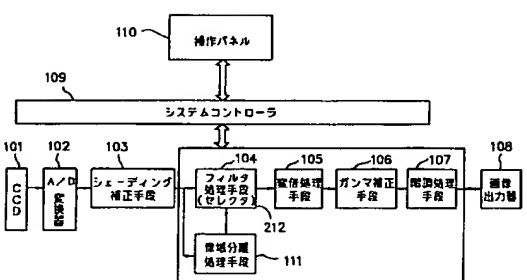 110
操作パネル
109
システムコントローラ
101
102
103
104
105
106
107
108
CCD
A/D
変換器
シェーディング
補正手段
フィルタ
処理手段
(セレクタ)
212
変倍処理
手段
ガンマ補正
手段
階調処理
手段
画像
出力器
像域分離
処理手段
111